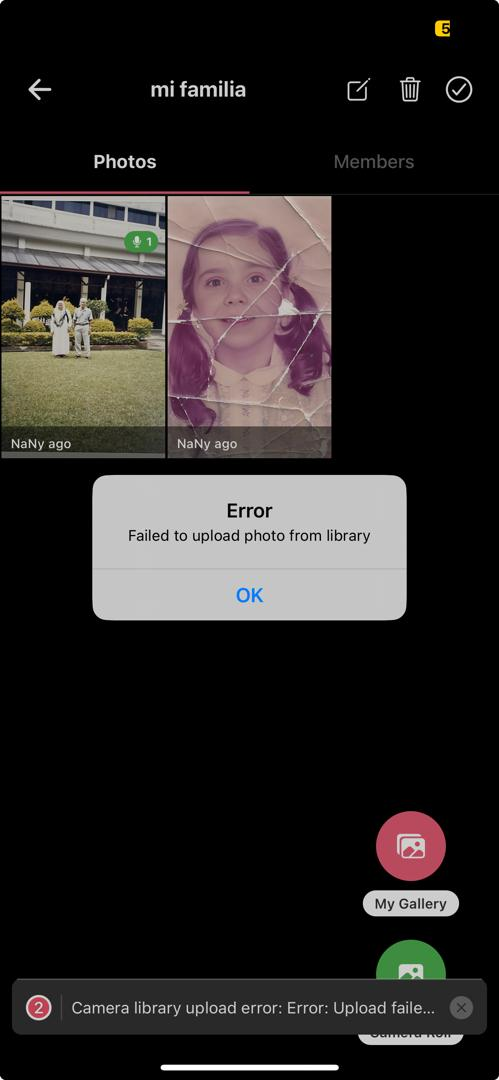 5
mi familia
Photos
Members
1
NaNy ago
NaNy ago
Error
Failed to upload photo from library
OK
My Gallery
2
Camera library upload error: Error: Upload faile...
Camera Roll